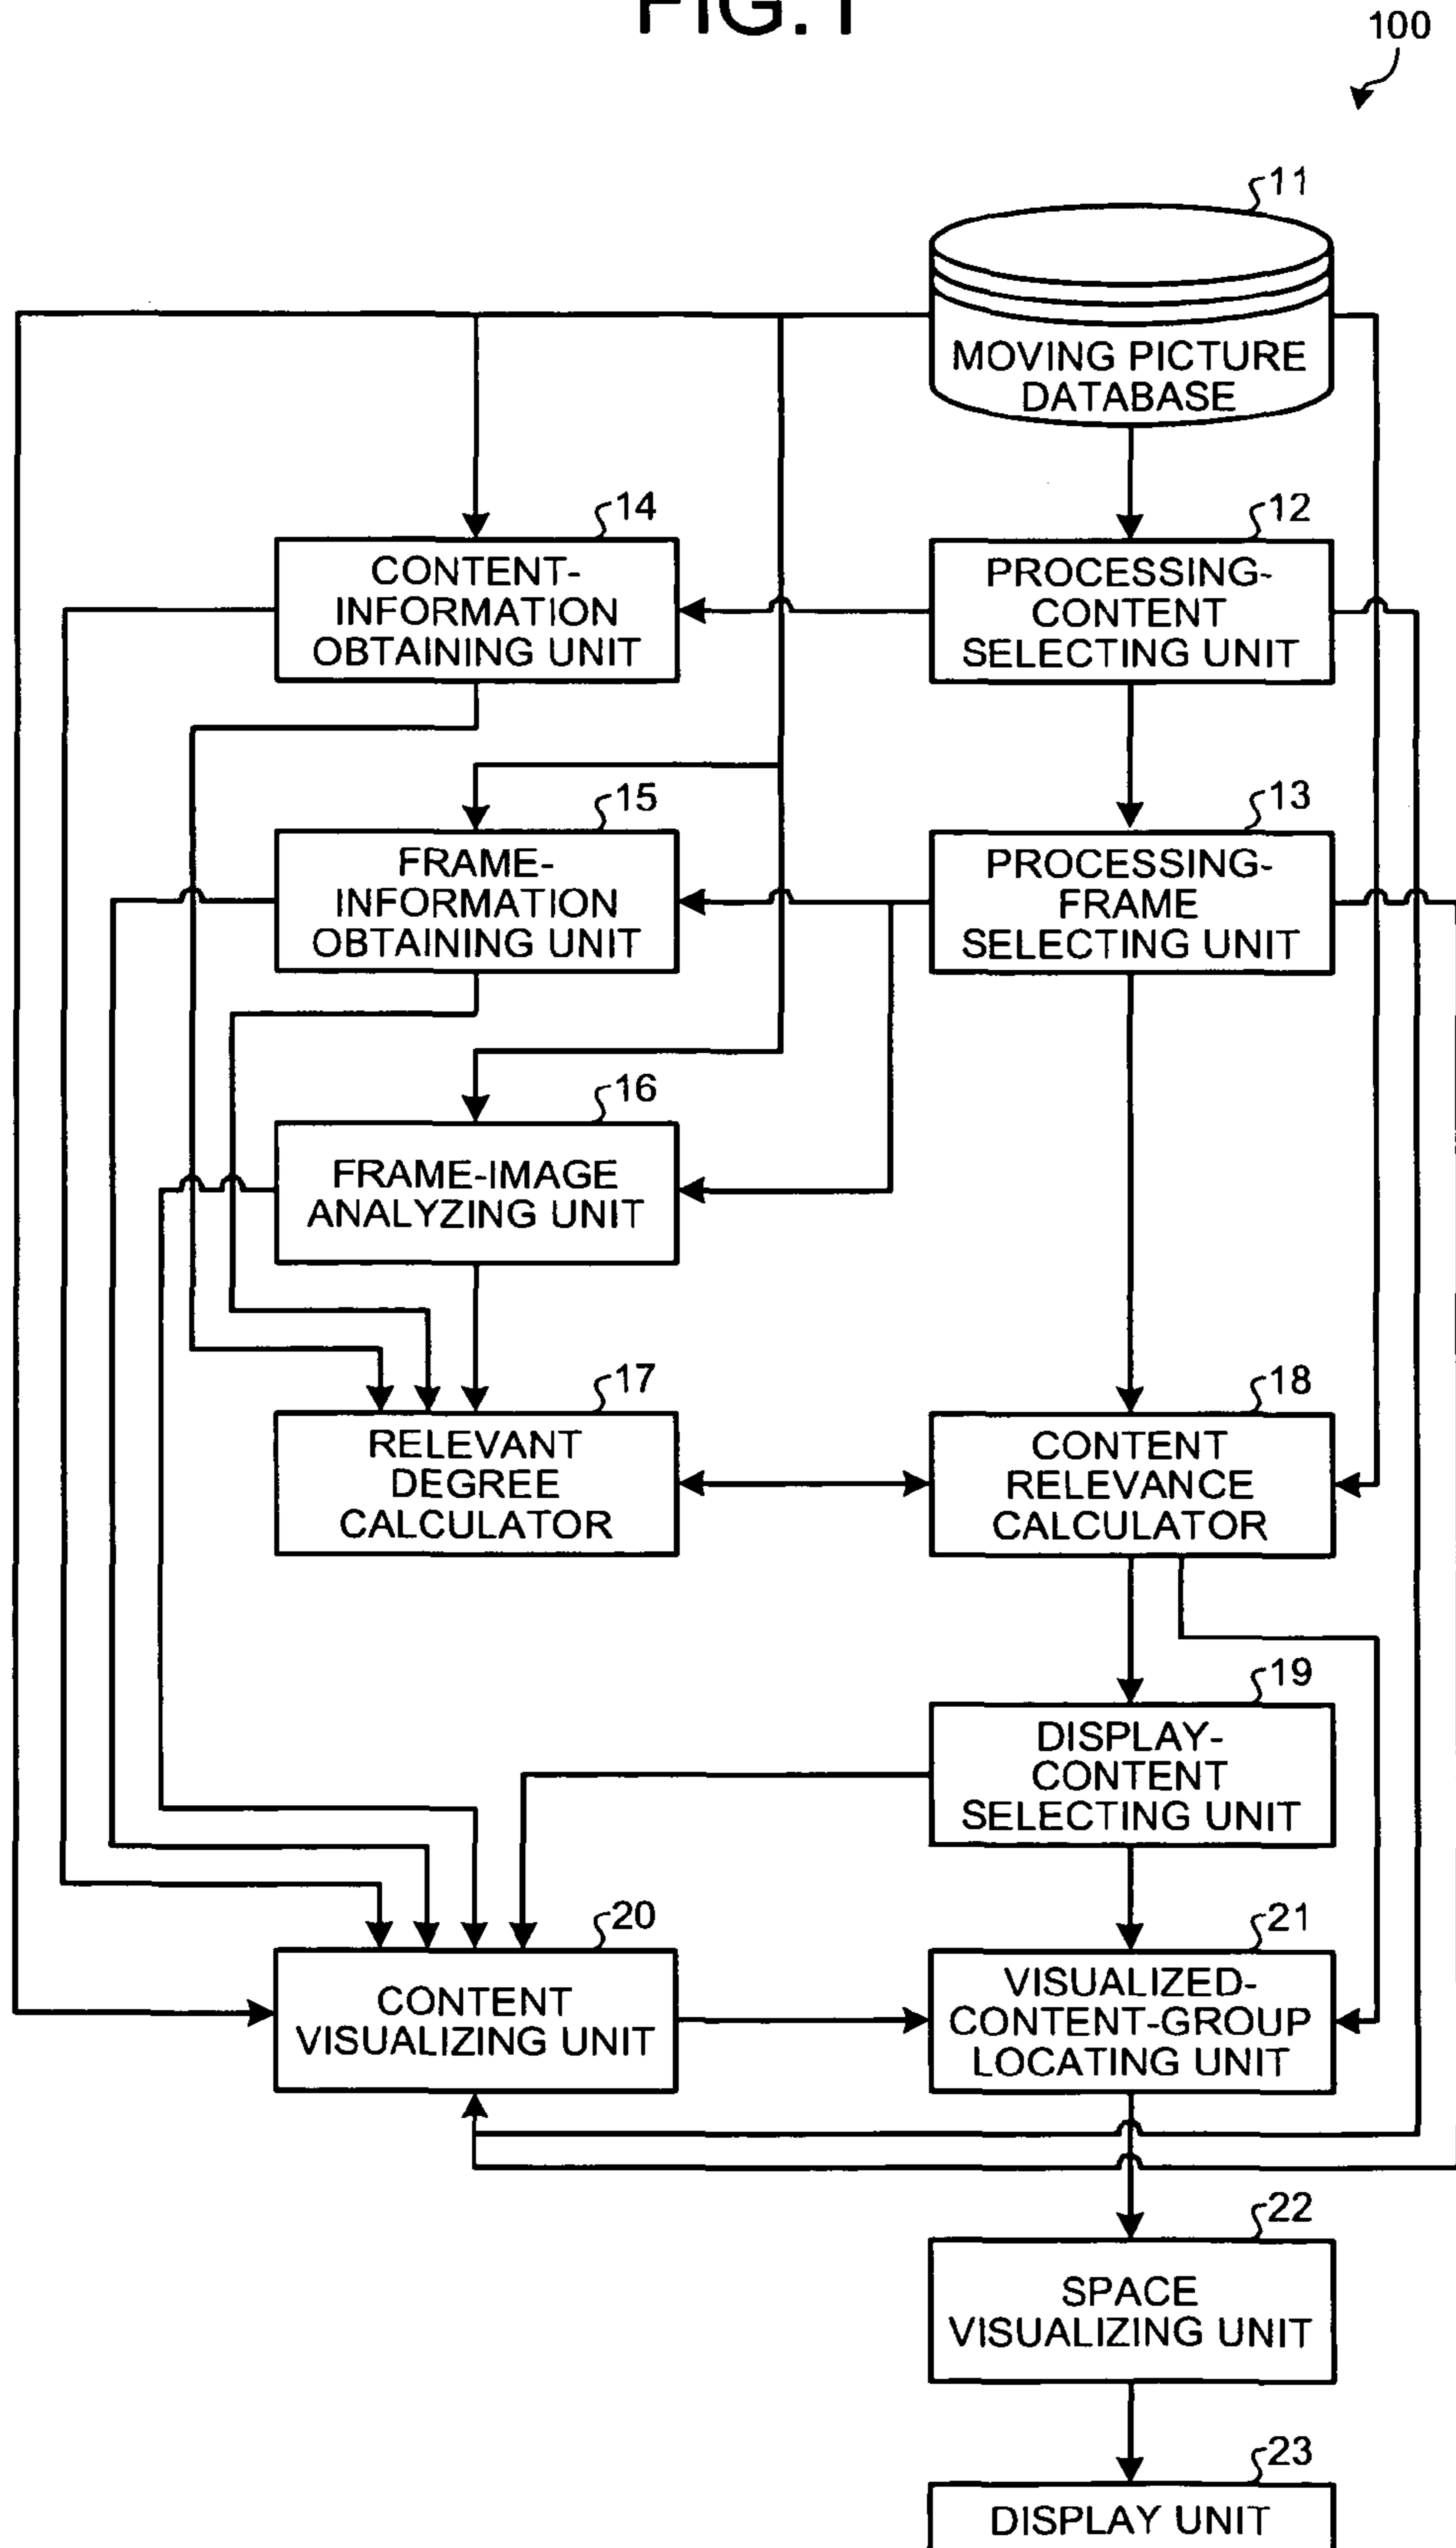 FIG.1
100
11
MOVING PICTURE
DATABASE
14
CONTENT-
INFORMATION
OBTAINING UNIT
12
PROCESSING-
CONTENT
SELECTING UNIT
15
FRAME-
INFORMATION
OBTAINING UNIT
13
PROCESSING-
FRAME
SELECTING UNIT
16
FRAME-IMAGE
ANALYZING UNIT
17
RELEVANT
DEGREE
CALCULATOR
18
CONTENT
RELEVANCE
CALCULATOR
19
DISPLAY-
CONTENT
SELECTING UNIT
20
CONTENT
VISUALIZING UNIT
21
VISUALIZED-
CONTENT-GROUP
LOCATING UNIT
22
SPACE
VISUALIZING UNIT
23
DISPLAY UNIT